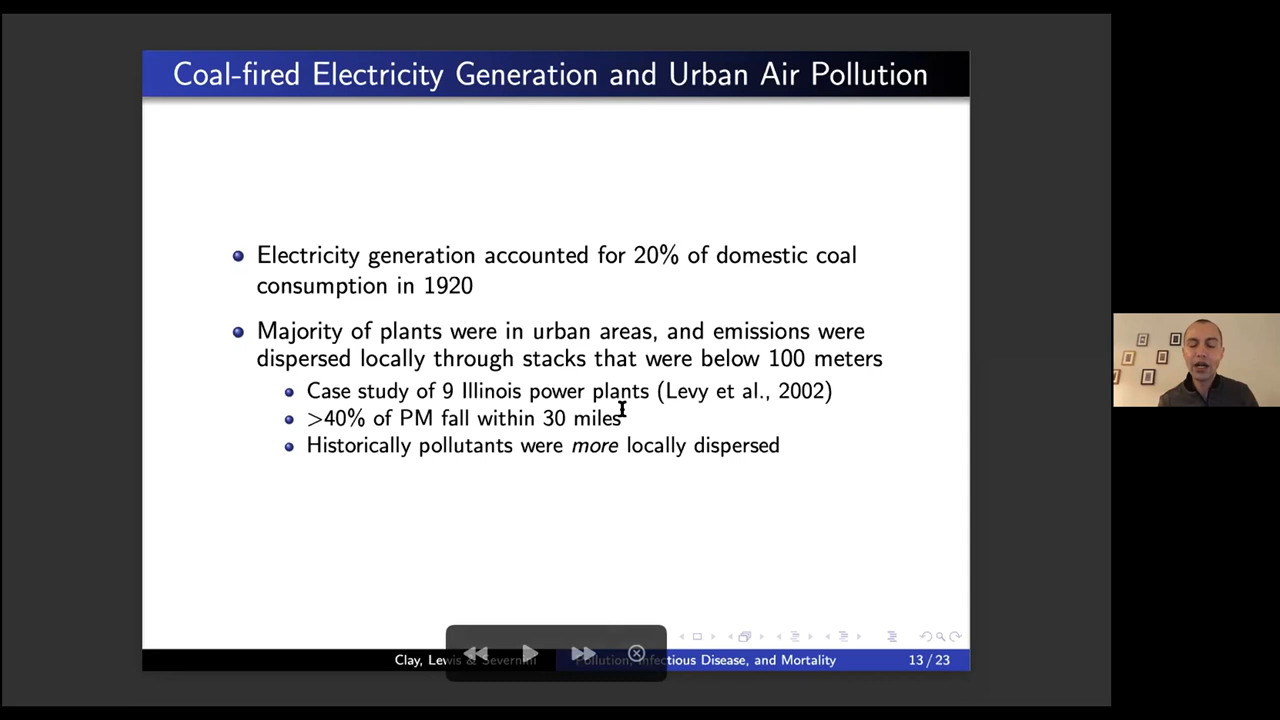 Coal-fired Electricity Generation and Urban Air Pollution
Electricity generation accounted for 20% of domestic coal
consumption in 1920
Majority of plants were in urban areas, and emissions were
dispersed locally through stacks that were below 100 meters
Case study of 9 Illinois power plants (Levy et al., 2002)
>40% of PM fall within 30 miles
Historically pollutants were more locally dispersed
Clay, Lewis & Severnini Pollution, Infectious Disease, and Mortality 13 / 23